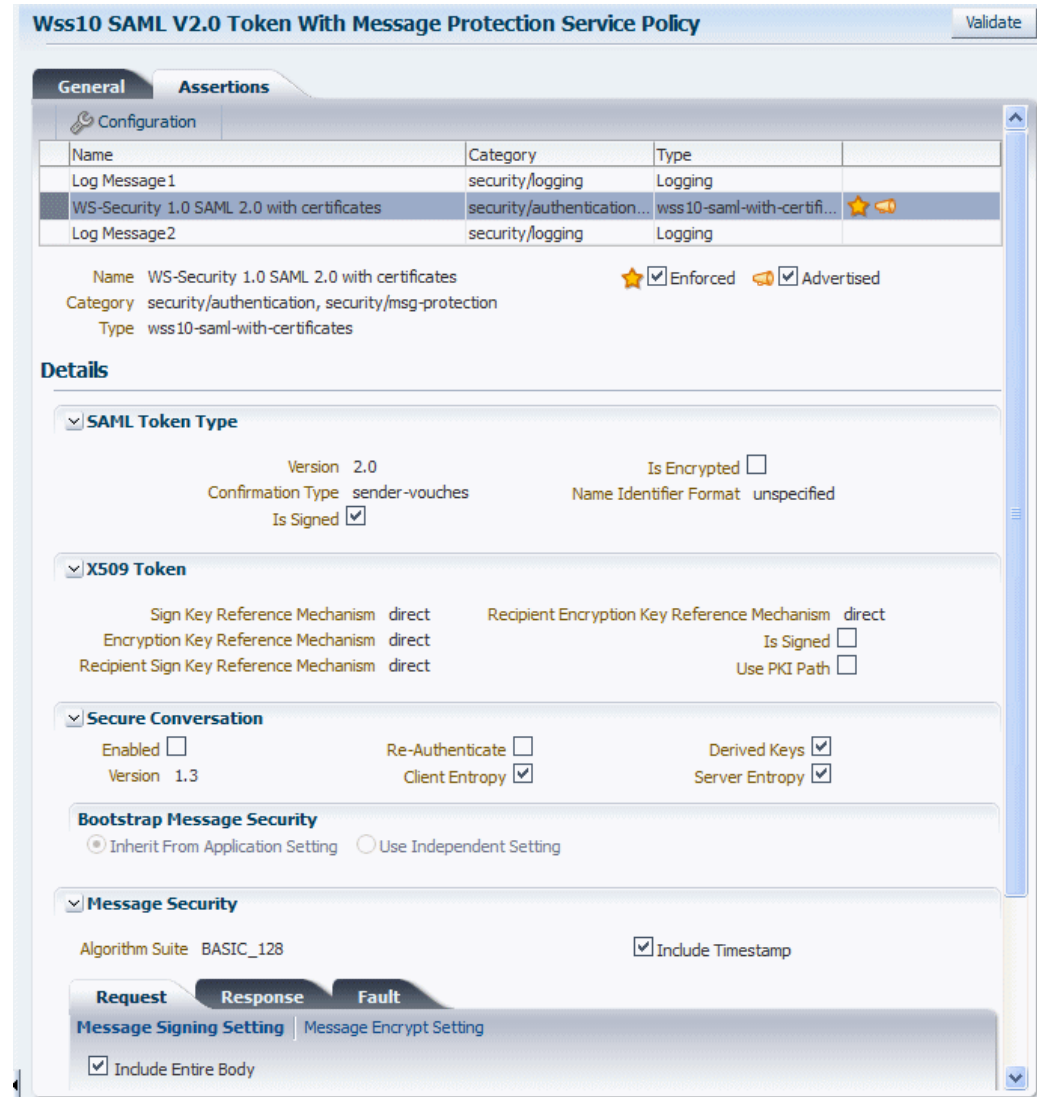 Wss10 SAML V2.0 Token With Message Protection Service Policy Validate
General Assertions
Configuration
Name Category Type
Log Message1 security/logging Logging
WS-Security 1.0 SAML 2.0 with certificates security/authentication... wss10-saml-with-certifi...
Log Message2 security/logging Logging
Name WS-Security 1.0 SAML 2.0 with certificates Enforced Advertised
Category security/authentication, security/msg-protection
Type wss10-saml-with-certificates
Details
SAML Token Type
Version 2.0 Is Encrypted
Confirmation Type sender-vouches Name Identifier Format unspecified
Is Signed
X509 Token
Sign Key Reference Mechanism direct Recipient Encryption Key Reference Mechanism direct
Encryption Key Reference Mechanism direct Is Signed
Recipient Sign Key Reference Mechanism direct Use PKI Path
Secure Conversation
Enabled Re-Authenticate Derived Keys
Version 1.3 Client Entropy Server Entropy
Bootstrap Message Security
Inherit From Application Setting Use Independent Setting
Message Security
Algorithm Suite BASIC_128 Include Timestamp
Request Response Fault
Message Signing Setting Message Encrypt Setting
Include Entire Body